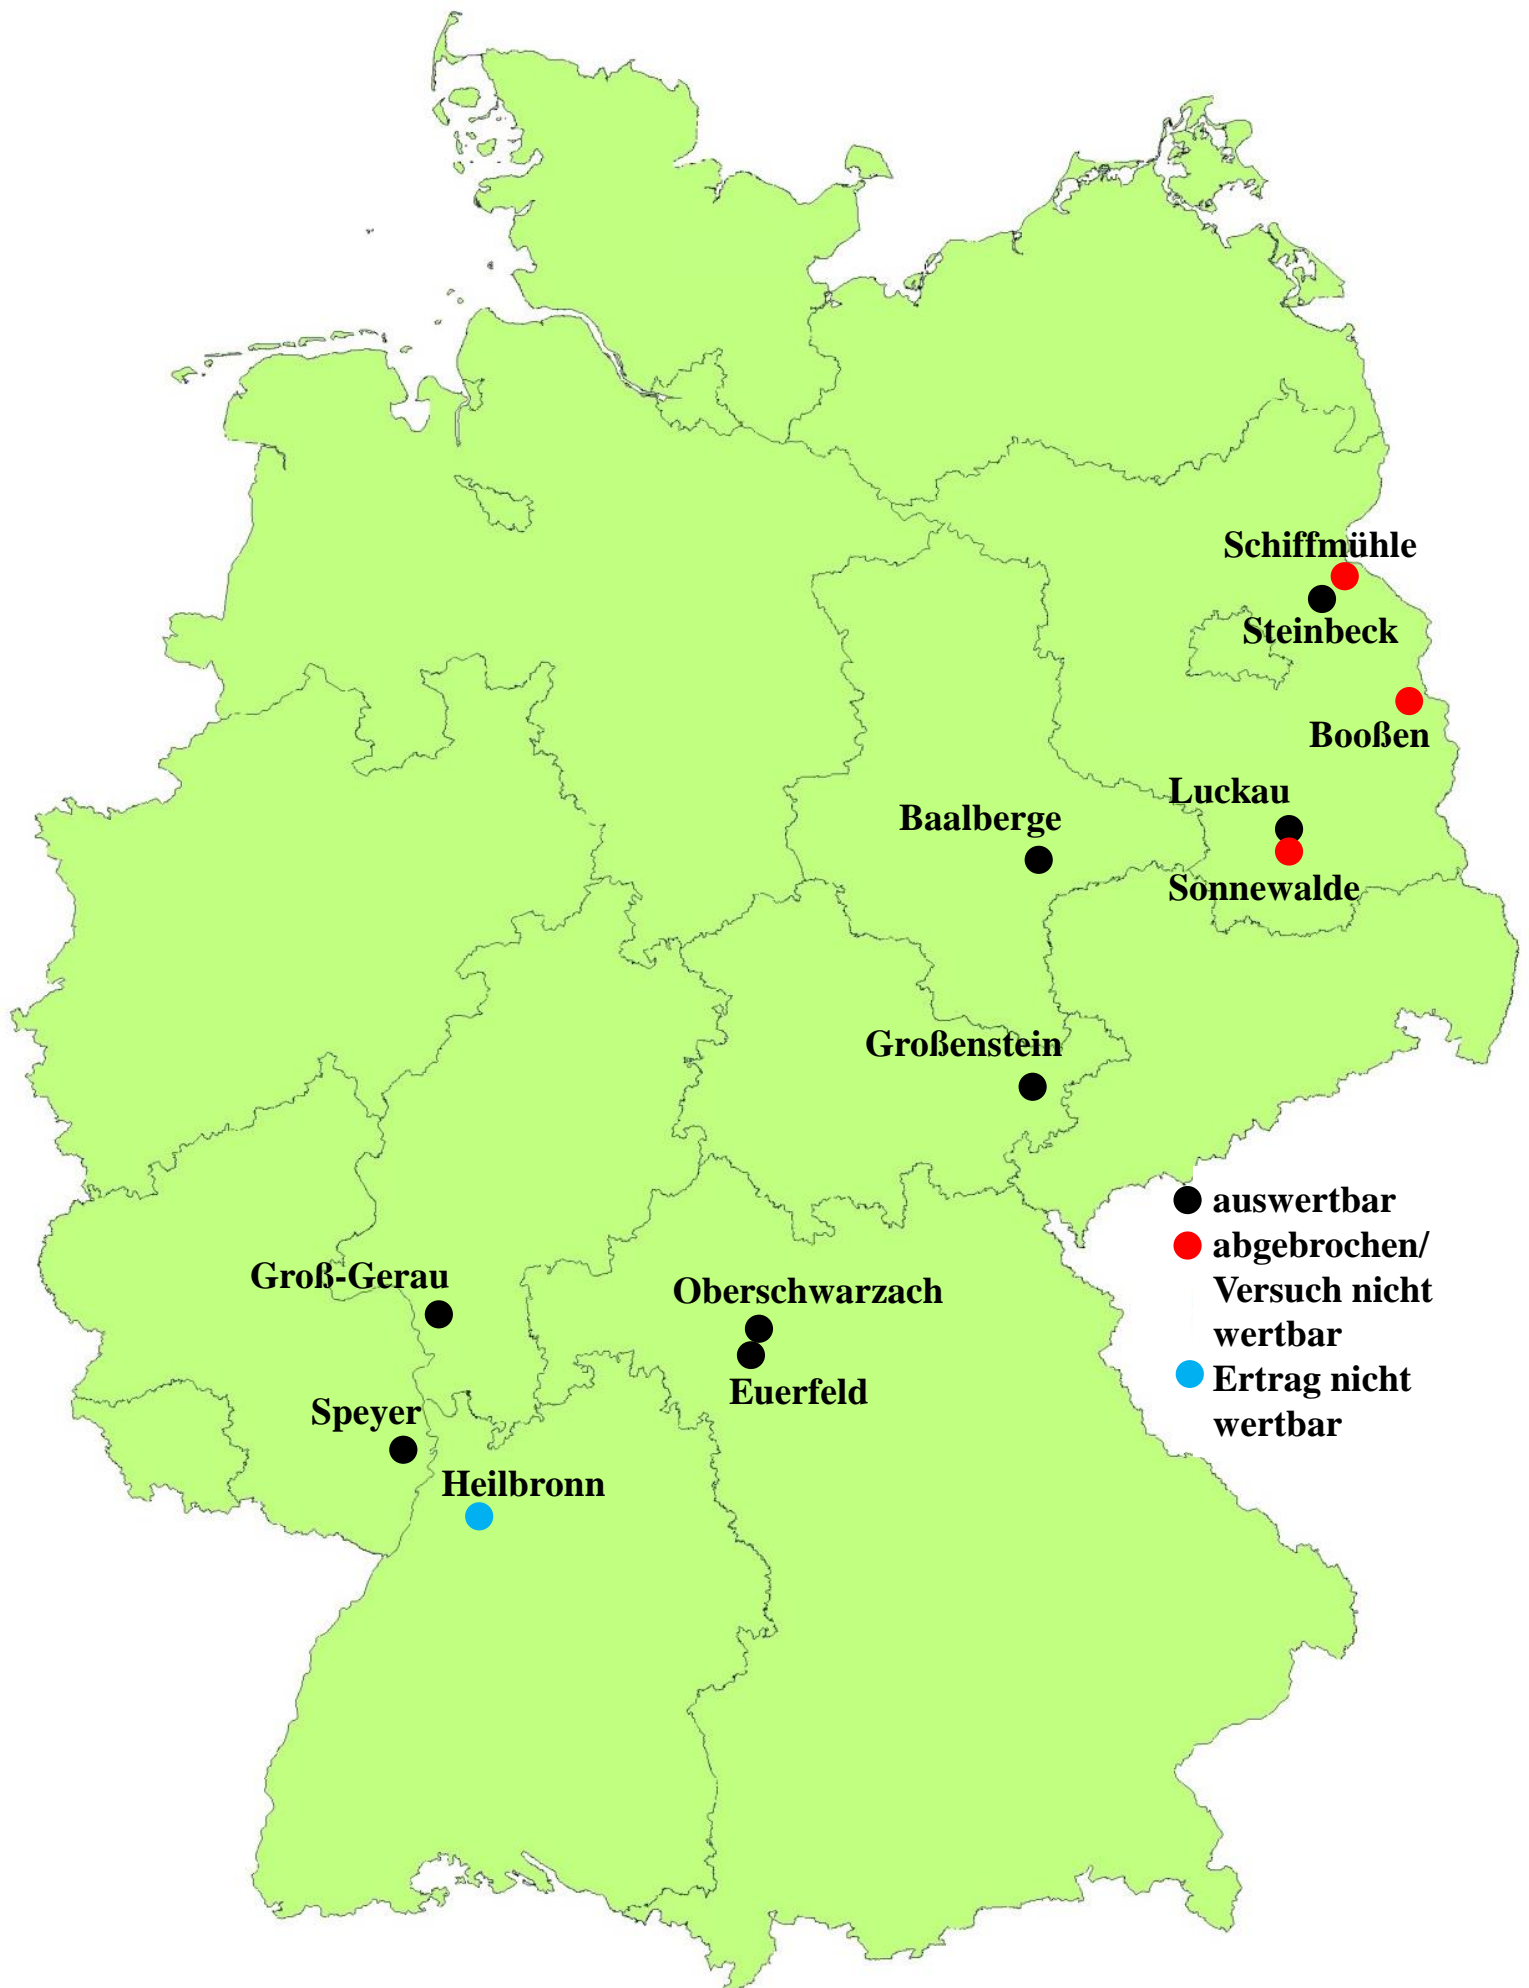 Schiffmühle
Steinbeck
Booßen
Luckau
Baalberge
Sonnewalde
Großenstein
auswertbar
abgebrochen/
Versuch nicht
wertbar
Ertrag nicht
wertbar
Groß-Gerau
Oberschwarzach
Euerfeld
Speyer
Heilbronn